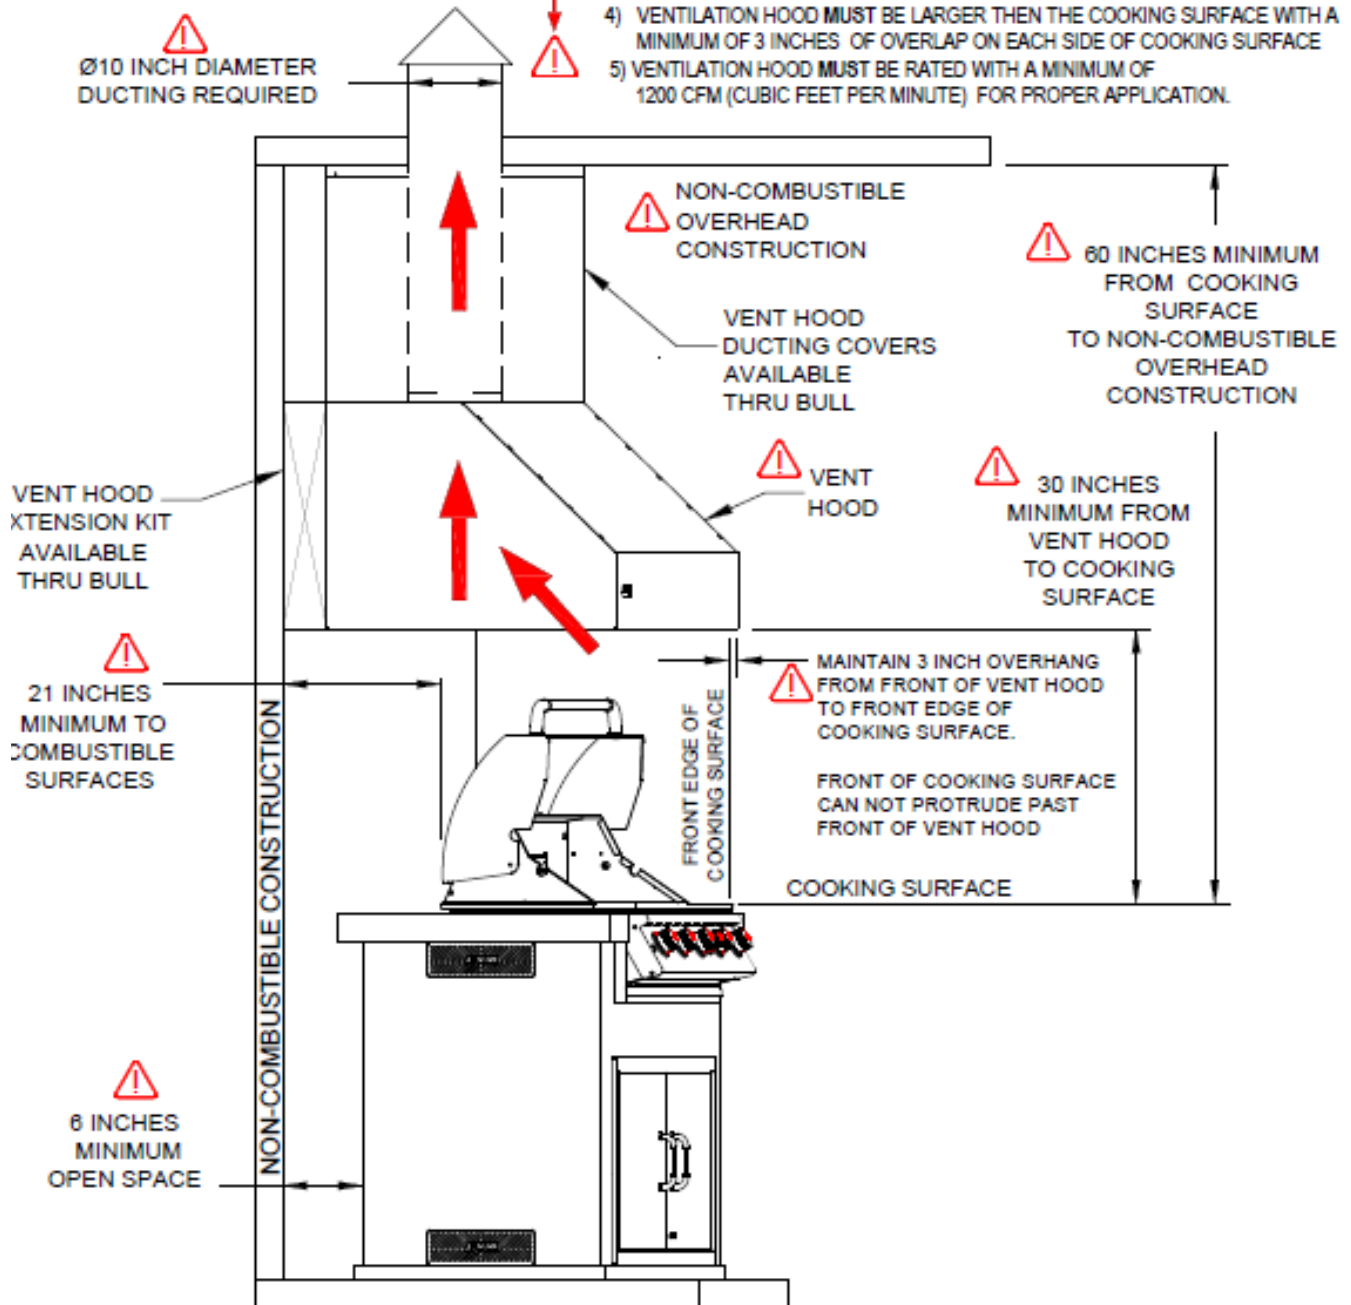 4) VENTILATION HOOD MUST BE LARGER THEN THE COOKING SURFACE WITH A
MINIMUM OF 3 INCHES OF OVERLAP ON EACH SIDE OF COOKING SURFACE
5) VENTILATION HOOD MUST BE RATED WITH A MINIMUM OF
1200 CFM (CUBIC FEET PER MINUTE) FOR PROPER APPLICATION.
Ø10 INCH DIAMETER
DUCTING REQUIRED
NON-COMBUSTIBLE
OVERHEAD
CONSTRUCTION
60 INCHES MINIMUM
FROM COOKING
SURFACE
TO NON-COMBUSTIBLE
OVERHEAD
CONSTRUCTION
VENT HOOD
DUCTING COVERS
AVAILABLE
THRU BULL
VENT
HOOD
30 INCHES
MINIMUM FROM
VENT HOOD
TO COOKING
SURFACE
VENT HOOD
XTENSION KIT
AVAILABLE
THRU BULL
21 INCHES
MINIMUM TO
COMBUSTIBLE
SURFACES
MAINTAIN 3 INCH OVERHANG
FROM FRONT OF VENT HOOD
TO FRONT EDGE OF
COOKING SURFACE.
FRONT OF COOKING SURFACE
CAN NOT PROTRUDE PAST
FRONT OF VENT HOOD
FRONT EDGE OF
COOKING SURFACE
COOKING SURFACE
NON-COMBUSTIBLE CONSTRUCTION
6 INCHES
MINIMUM
OPEN SPACE